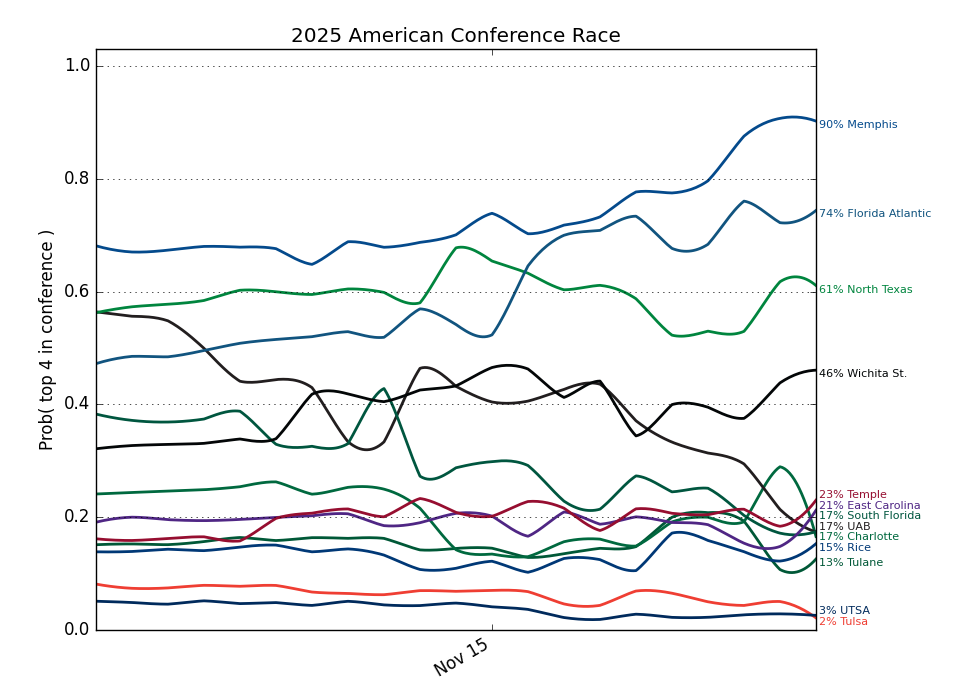 2025 American Conference Race
1.0
0.8
0.6
0.4
0.2
0.0
Prob( top 4 in conference )
Nov 15
90% Memphis
74% Florida Atlantic
61% North Texas
46% Wichita St.
23% Temple
21% East Carolina
17% South Florida
17% UAB
17% Charlotte
15% Rice
13% Tulane
3% UTSA
2% Tulsa